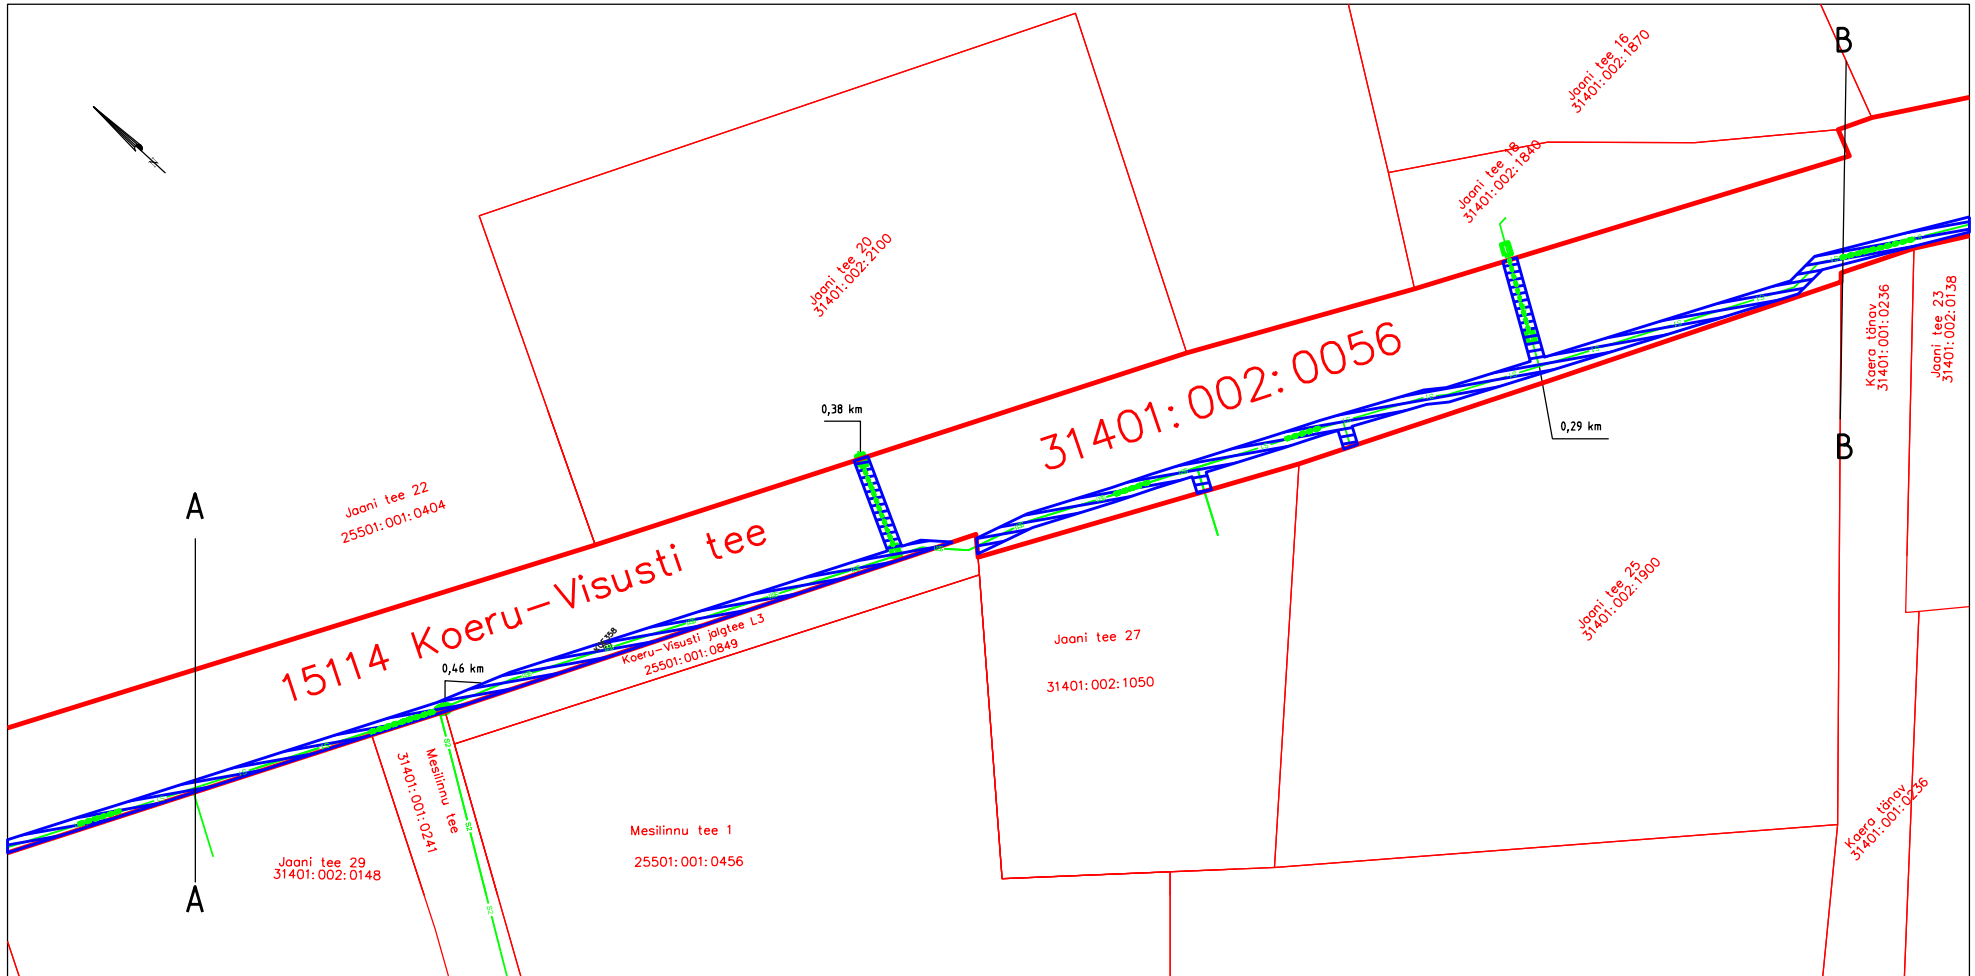 B
Jaani tee 16
31401:002:1870
Jaani tee 18
31401:002:1840
Jaani tee 20
31401:002:2100
Kaera tänav
31401:001:0236
Jaani tee 23
31401:002:0138
31401:002:0056
0,38 km
0,29 km
B
A
Jaani tee 22
25501:001:0404
15114 Koeru-Visusti tee
Koeru-Visusti jalgtee L3
25501:001:0849
0,46 km
Jaani tee 27
31401:002:1050
Jaani tee 25
31401:002:1900
Mesilinnu tee
31401:001:0241
Mesilinnu tee 1
25501:001:0456
Kaera tänav
31401:001:0236
Jaani tee 29
31401:002:0148
A